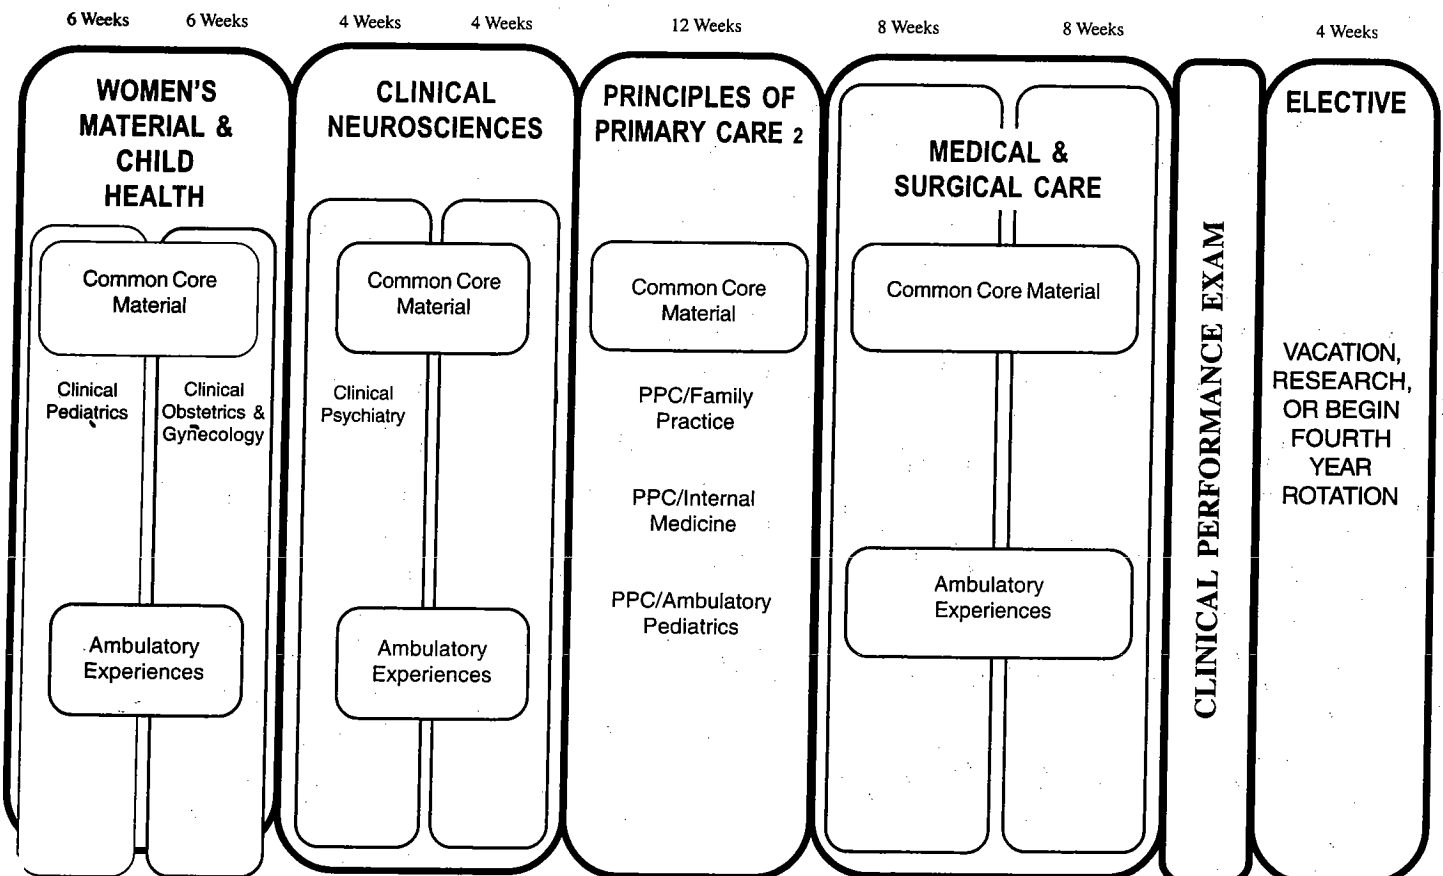 6 Weeks
6 Weeks
4 Weeks
4 Weeks
12 Weeks
8 Weeks
8 Weeks
4 Weeks
WOMEN'S
MATERIAL &
CHILD
HEALTH
Common Core
Material
Clinical
Pediatrics
Clinical
Obstetrics &
Gynecology
Ambulatory
Experiences
CLINICAL
NEUROSCIENCES
Common Core
Material
Clinical
Psychiatry
Ambulatory
Experiences
PRINCIPLES OF
PRIMARY CARE 2
Common Core
Material
PPC/Family
Practice
PPC/Internal
Medicine
PPC/Ambulatory
Pediatrics
MEDICAL &
SURGICAL CARE
Common Core Material
Ambulatory
Experiences
CLINICAL PERFORMANCE EXAM
ELECTIVE
VACATION,
RESEARCH,
OR BEGIN
FOURTH
YEAR
ROTATION